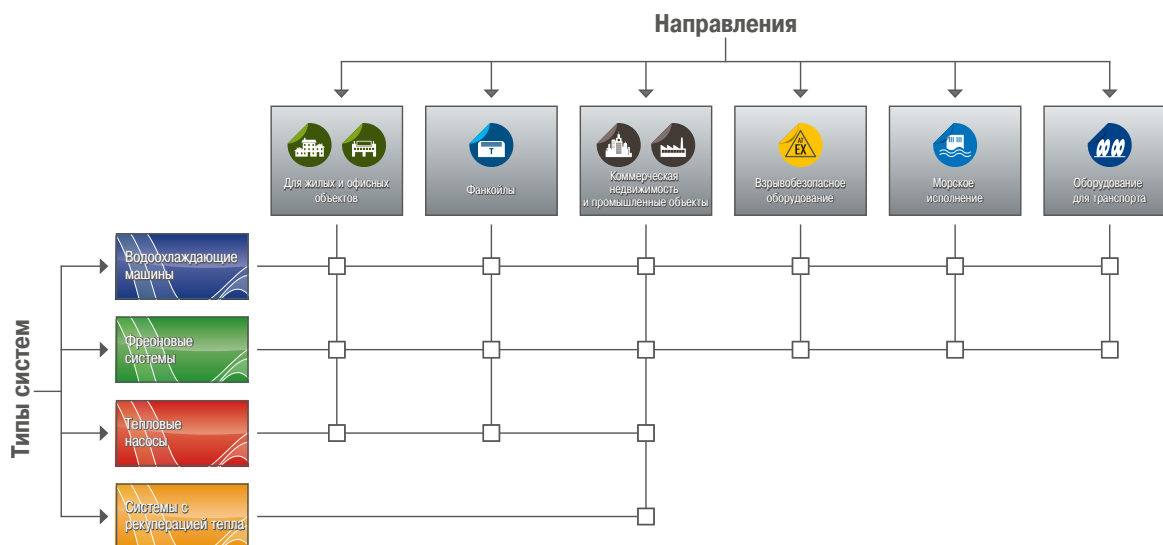 Направления
Для жилых и офисных
объектов
Фанкойлы
Коммерческая
недвижимость
и промышленные объекты
AT
EX
Взрывобезопасное
оборудование
Морское
исполнение
Оборудование
для транспорта
Типы систем
Водоохлаждающие
машины
Фреоновые
системы
Тепловые
насосы
Системы с
рекуперацией тепла